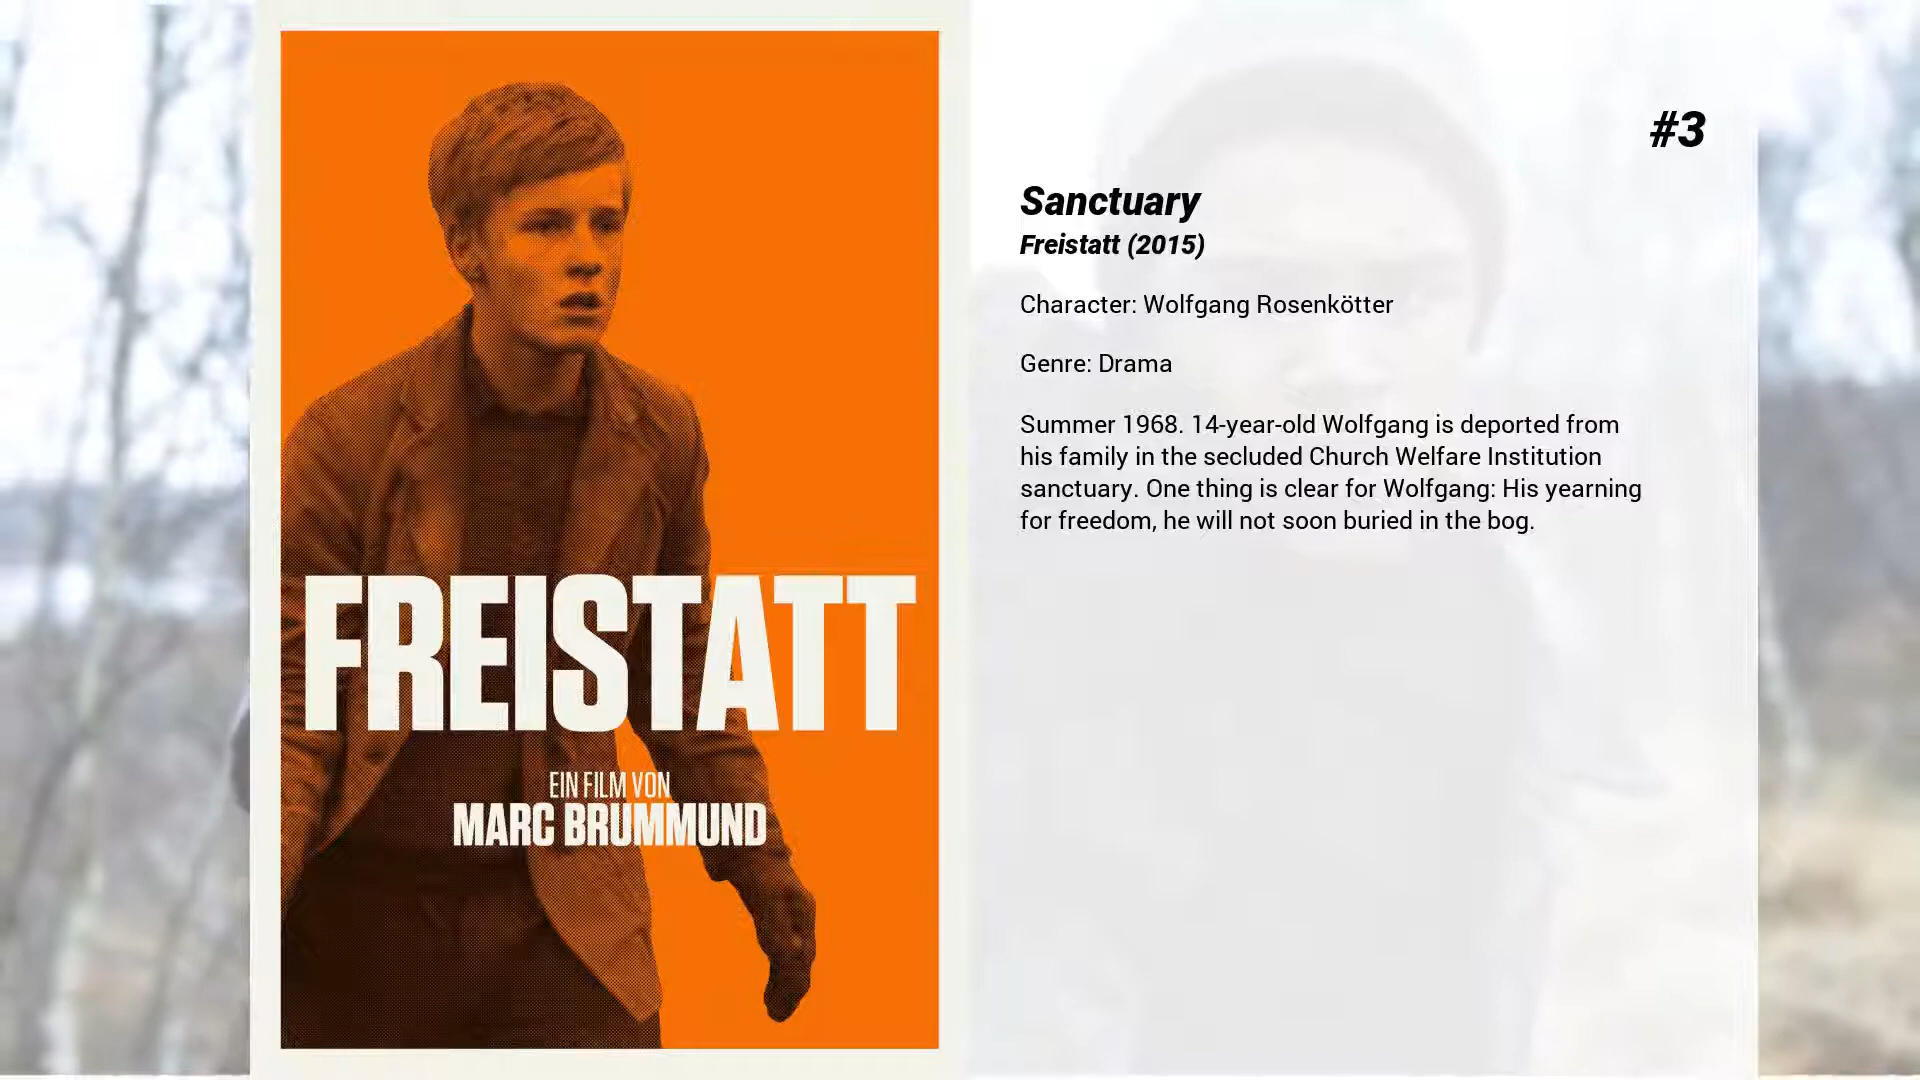 FREISTATT
EIN FILM VON
MARC BRUMMUND
#3
Sanctuary
Freistatt (2015)
Character: Wolfgang Rosenkötter
Genre: Drama
Summer 1968. 14-year-old Wolfgang is deported from
his family in the secluded Church Welfare Institution
sanctuary. One thing is clear for Wolfgang: His yearning
for freedom, he will not soon buried in the bog.